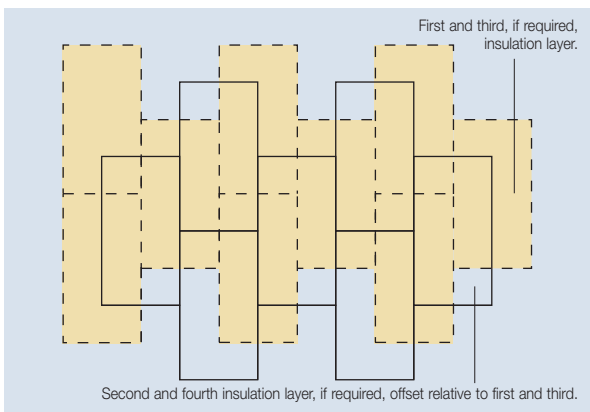 First and third, if required,
insulation layer.
Second and fourth insulation layer, if required, offset relative to first and third.